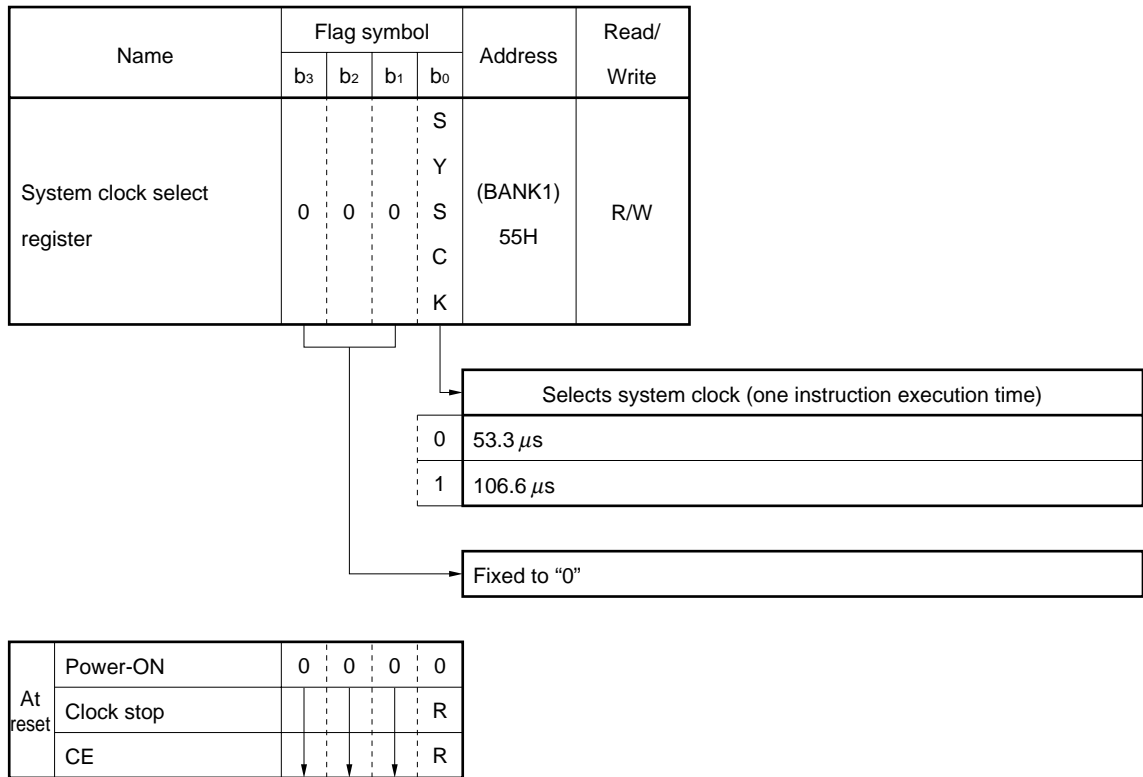 Name Flag symbol Address Read/
Write
b3 b2 b1 b0
System clock select
register
0 0 0
S
Y
S
C
K
(BANK1)
55H
R/W
Selects system clock (one instruction execution time)
0 53.3 μs
1 106.6 μs
Fixed to “0”
At
reset
Power-ON 0 0 0 0
Clock stop R
CE R